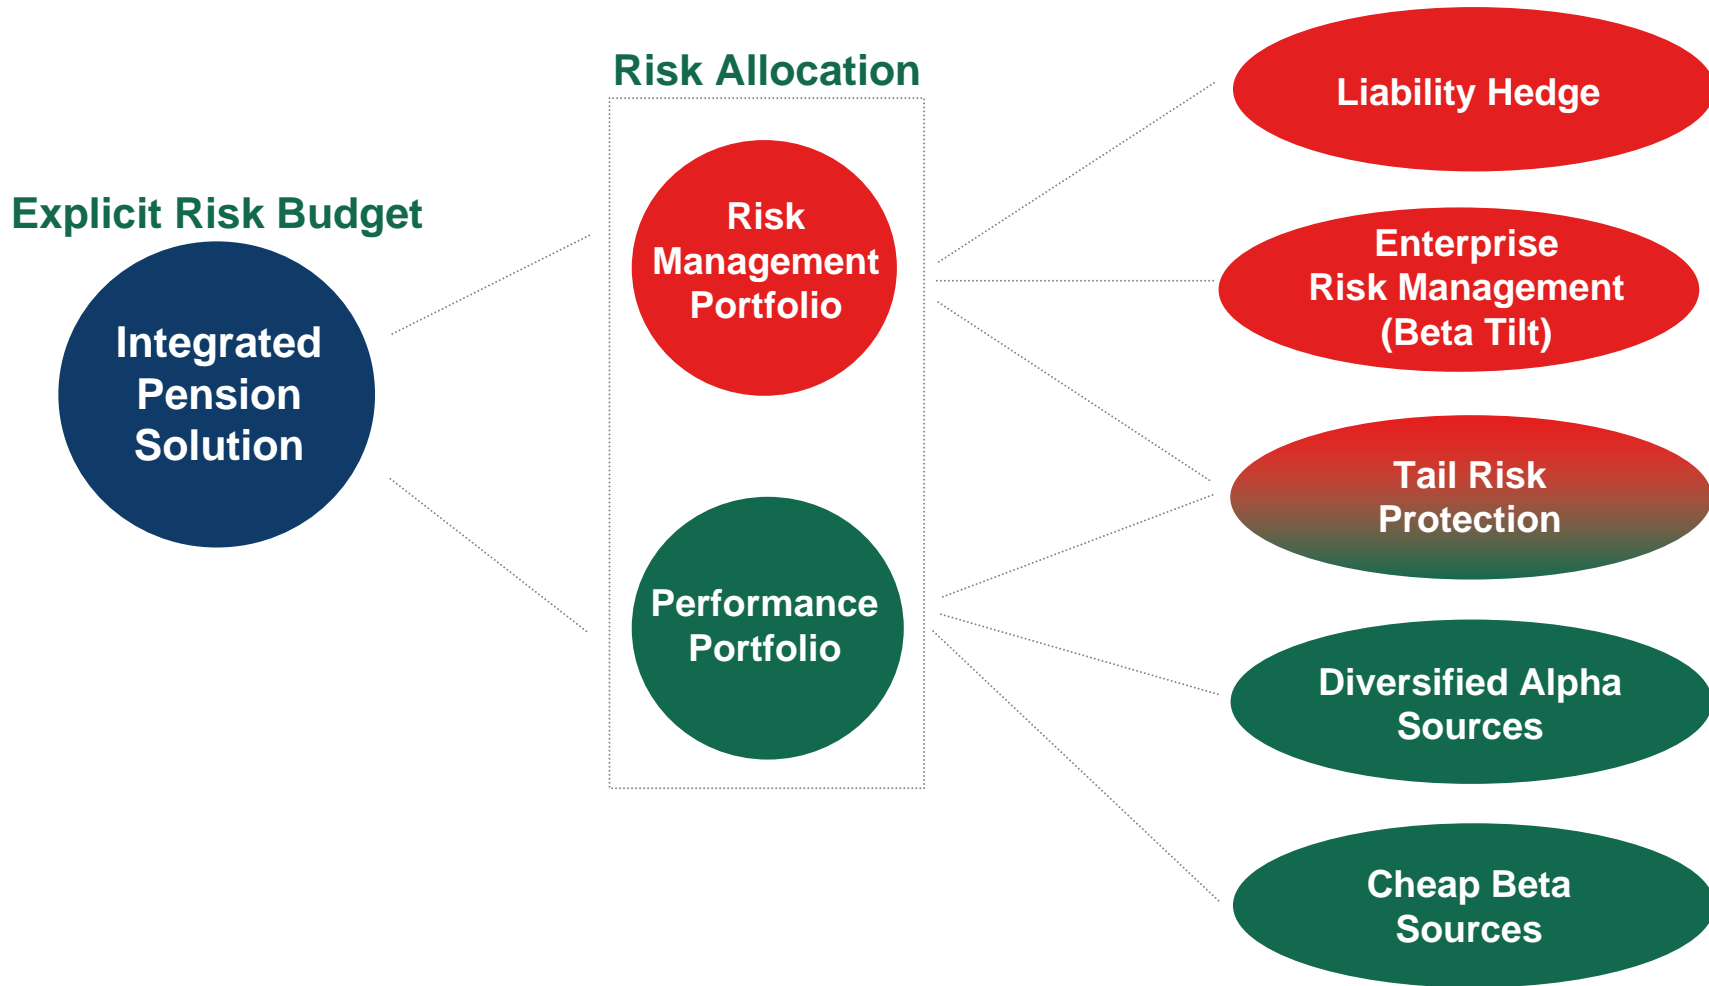 Explicit Risk Budget
Integrated
Pension
Solution
Risk Allocation
Risk
Management
Portfolio
Performance
Portfolio
Liability Hedge
Enterprise
Risk Management
(Beta Tilt)
Tail Risk
Protection
Diversified Alpha
Sources
Cheap Beta
Sources